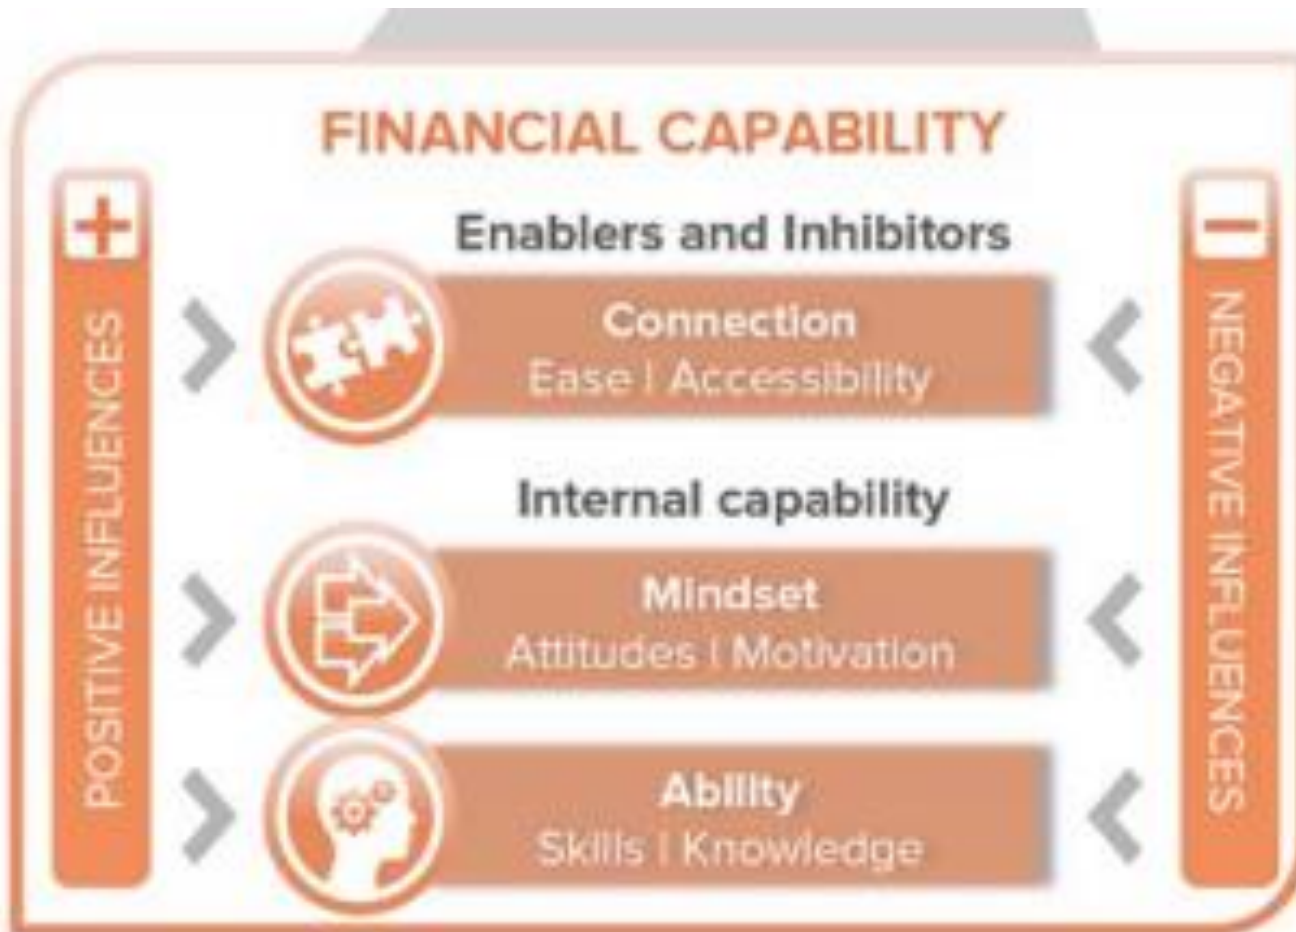 FINANCIAL CAPABILITY
Enablers and Inhibitors
Connection
Ease | Accessibility
Internal capability
Mindset
Attitudes | Motivation
Ability
Skills | Knowledge
+
POSITIVE INFLUENCES
−
NEGATIVE INFLUENCES